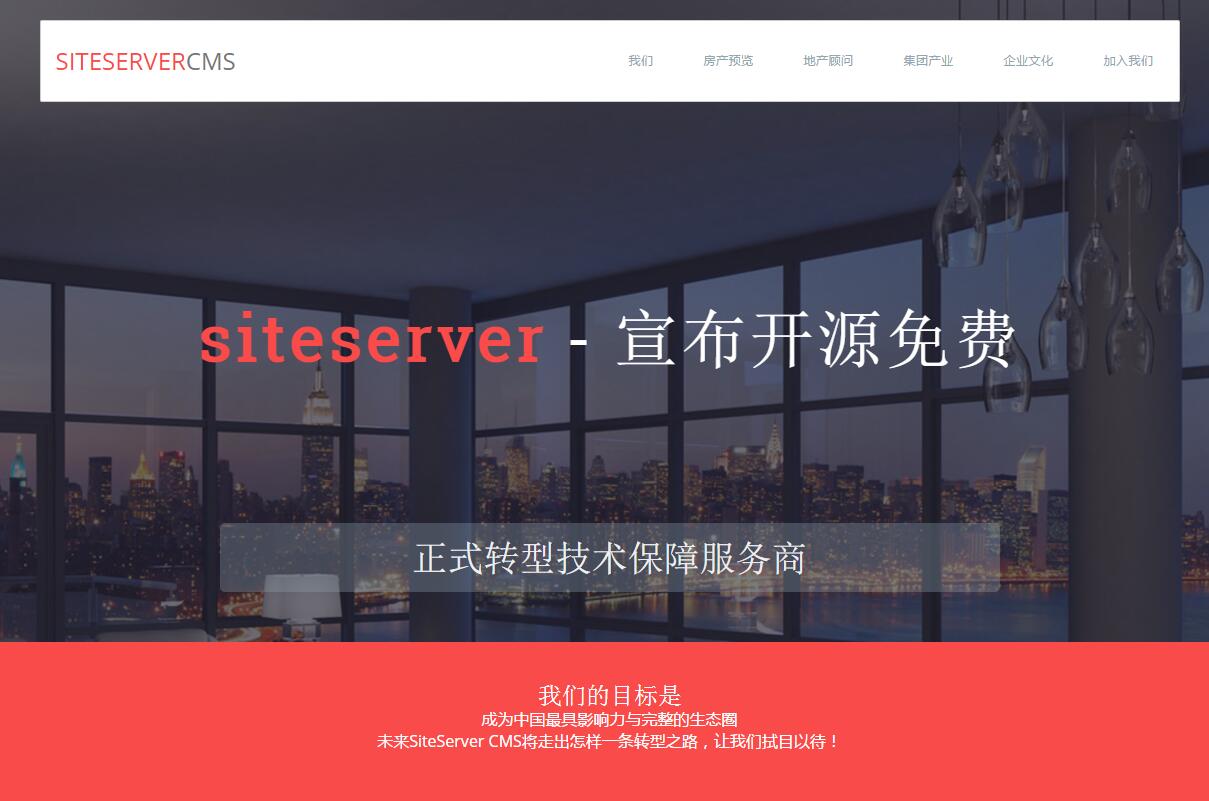 SITESERVERCMS
我们 房产预览 地产顾问 集团产业 企业文化 加入我们
siteserver - 宣布开源免费
正式转型技术保障服务商
我们的目标是
成为中国最具影响力与完整的生态圈
未来SiteServer CMS将走出怎样一条转型之路，让我们拭目以待！